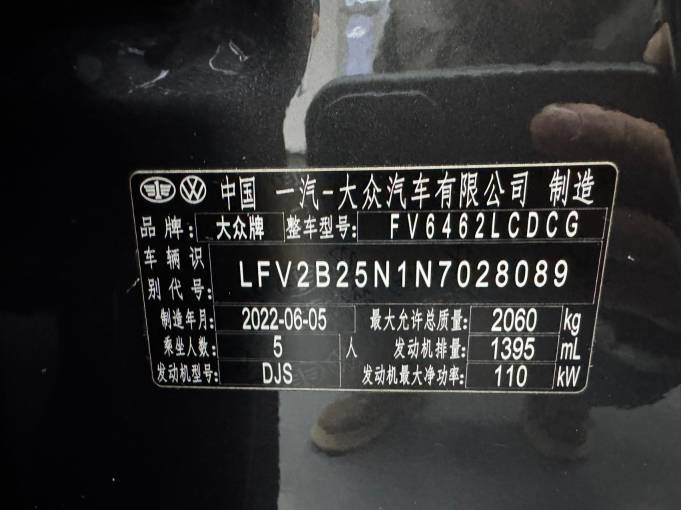 中国 一汽-大众汽车有限公司 制造
品牌: 大众牌 整车型号: FV6462LCDCG
车辆识别代号: LFV2B25N1N7028089
制造年月: 2022-06-05 最大允许总质量: 2060 kg
乘坐人数: 5 人 发动机排量: 1395 mL
发动机型号: DJS 发动机最大净功率: 110 kW